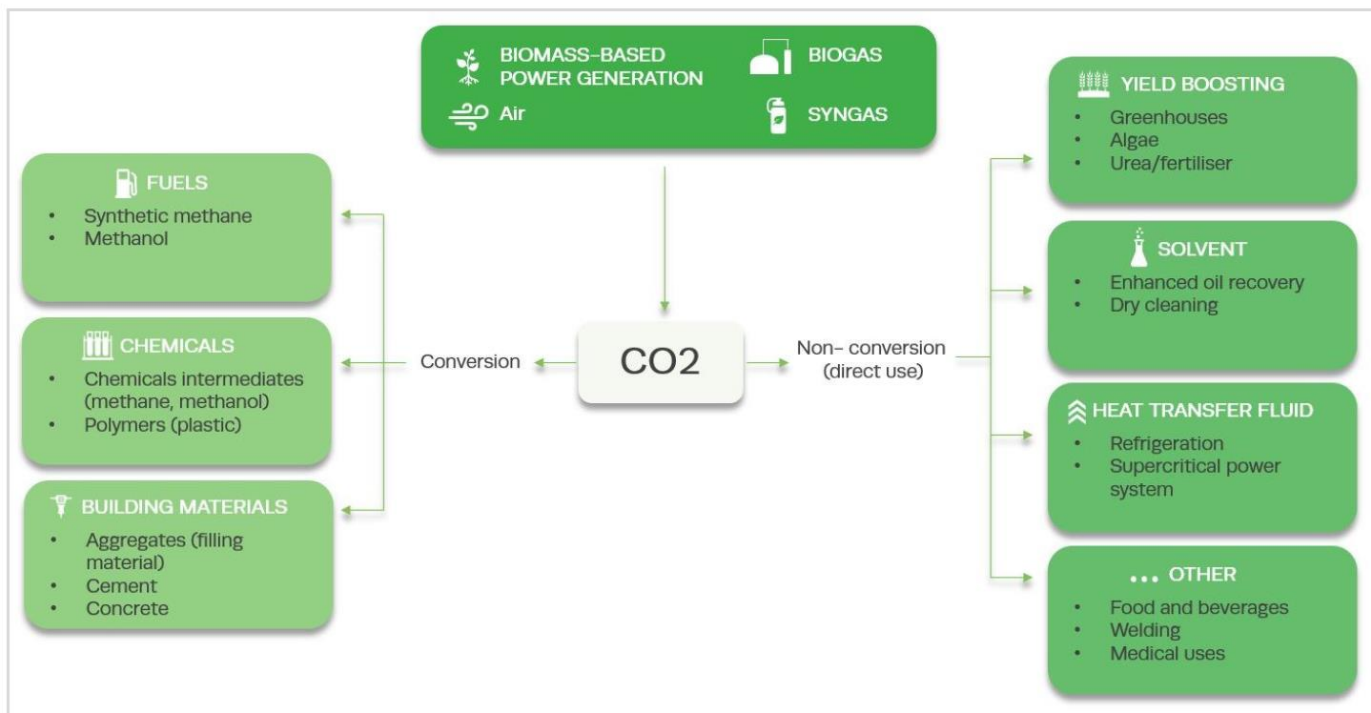 BIOMASS-BASED
POWER GENERATION
BIOGAS
Air
SYNGAS
FUELS
• Synthetic methane
• Methanol
CHEMICALS
• Chemicals intermediates
(methane, methanol)
• Polymers (plastic)
BUILDING MATERIALS
• Aggregates (filling
material)
• Cement
• Concrete
Conversion
CO2
Non- conversion
(direct use)
YIELD BOOSTING
• Greenhouses
• Algae
• Urea/fertiliser
SOLVENT
• Enhanced oil recovery
• Dry cleaning
HEAT TRANSFER FLUID
• Refrigeration
• Supercritical power
system
... OTHER
• Food and beverages
• Welding
• Medical uses